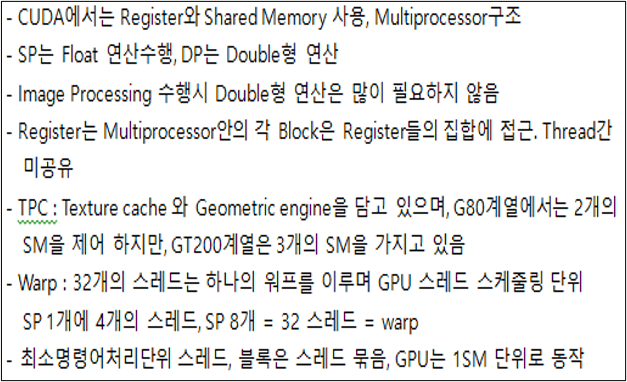 - CUDA에서는 Register와 Shared Memory 사용, Multiprocessor구조
- SP는 Float 연산수행, DP는 Double형 연산
- Image Processing 수행시 Double형 연산은 많이 필요하지 않음
- Register는 Multiprocessor안의 각 Block은 Register들의 집합에 접근. Thread간
미공유
- TPC : Texture cache 와 Geometric engine을 담고 있으며, G80계열에서는 2개의
SM을 제어 하지만, GT200계열은 3개의 SM을 가지고 있음
- Warp : 32개의 스레드는 하나의 워프를 이루며 GPU 스레드 스케줄링 단위
SP 1개에 4개의 스레드, SP 8개 = 32 스레드 = warp
- 최소명령어처리단위 스레드, 블록은 스레드 묶음, GPU는 1SM 단위로 동작